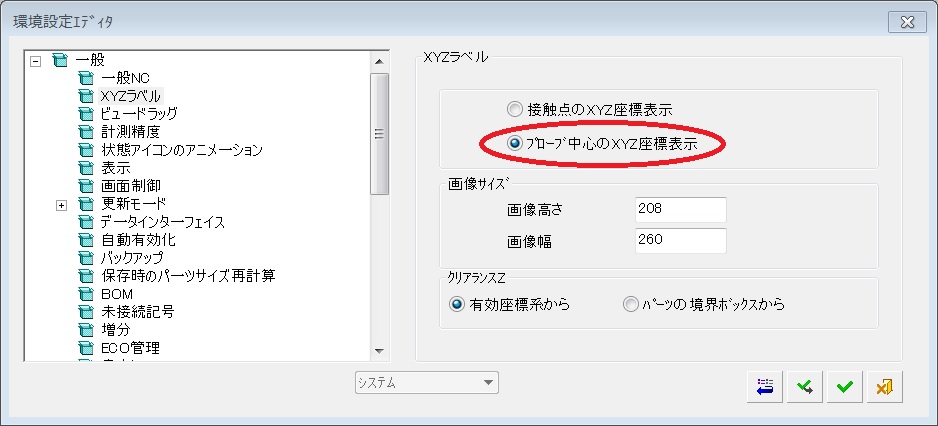 環境設定ｴﾃﾞｨﾀ
一般
一般NC
XYZラベル
ビュードラッグ
計測精度
状態アイコンのアニメーション
表示
画面制御
更新モード
データインターフェイス
自動有効化
バックアップ
保存時のパーツサイズ再計算
BOM
未接続記号
増分
ECO管理
XYZラベル
接触点のXYZ座標表示
ﾌﾟﾛｰﾌﾞ中心のXYZ座標表示
画像ｻｲｽﾞ
画像高さ
208
画像幅
260
ｸﾘｱﾗﾝｽZ
有効座標系から
ﾊﾟｰﾂの境界ﾎﾞｯｸｽから
システム